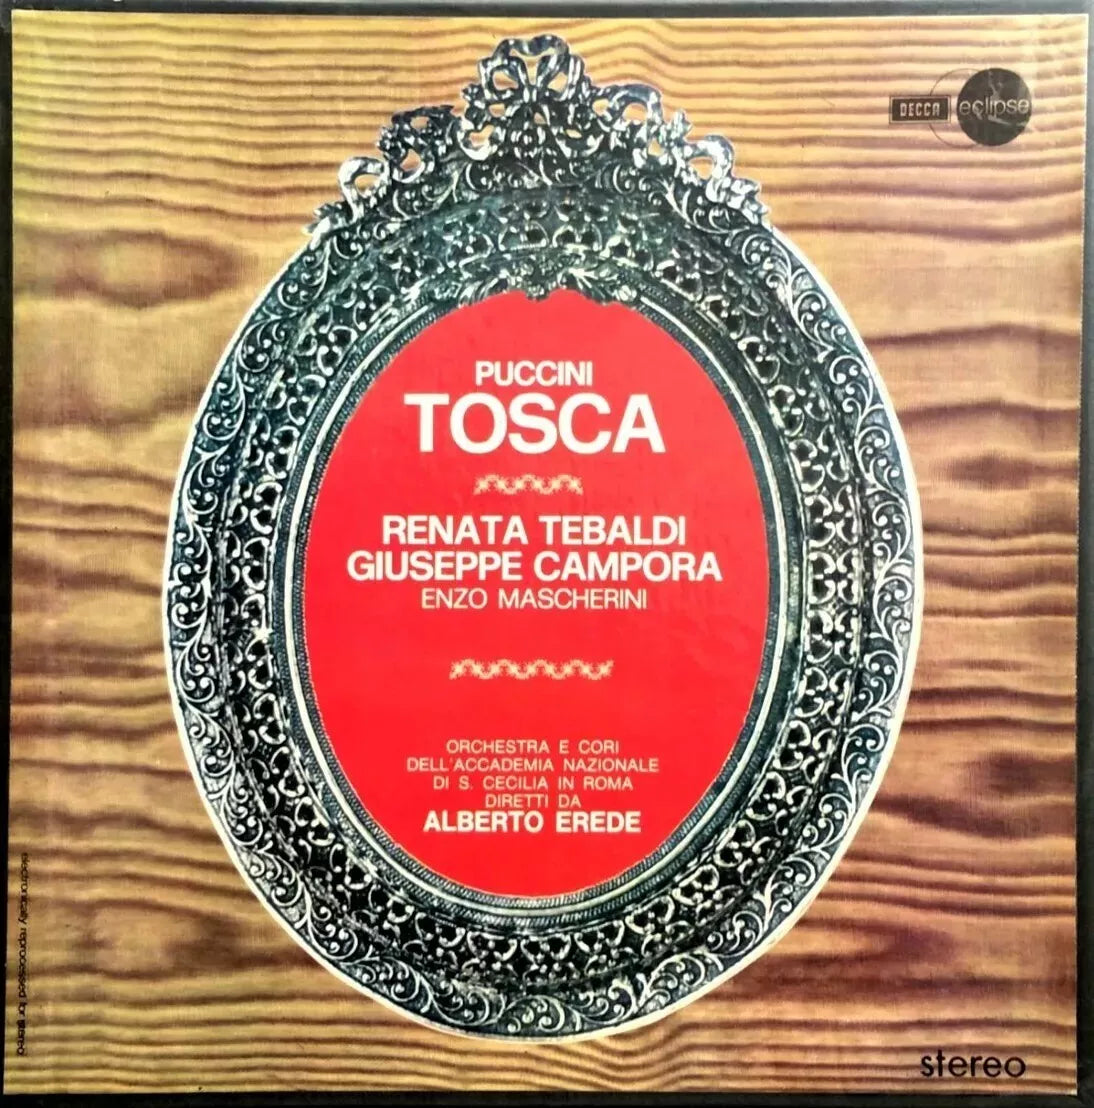 DECCA eclipse
PUCCINI
TOSCA
RENATA TEBALDI
GIUSEPPE CAMPORA
ENZO MASCHERINI
ORCHESTRA E CORI
DELL'ACCADEMIA NAZIONALE
DI S. CECILIA IN ROMA
DIRETTI DA
ALBERTO EREDE
electronically reprocessed for stereo
stereo